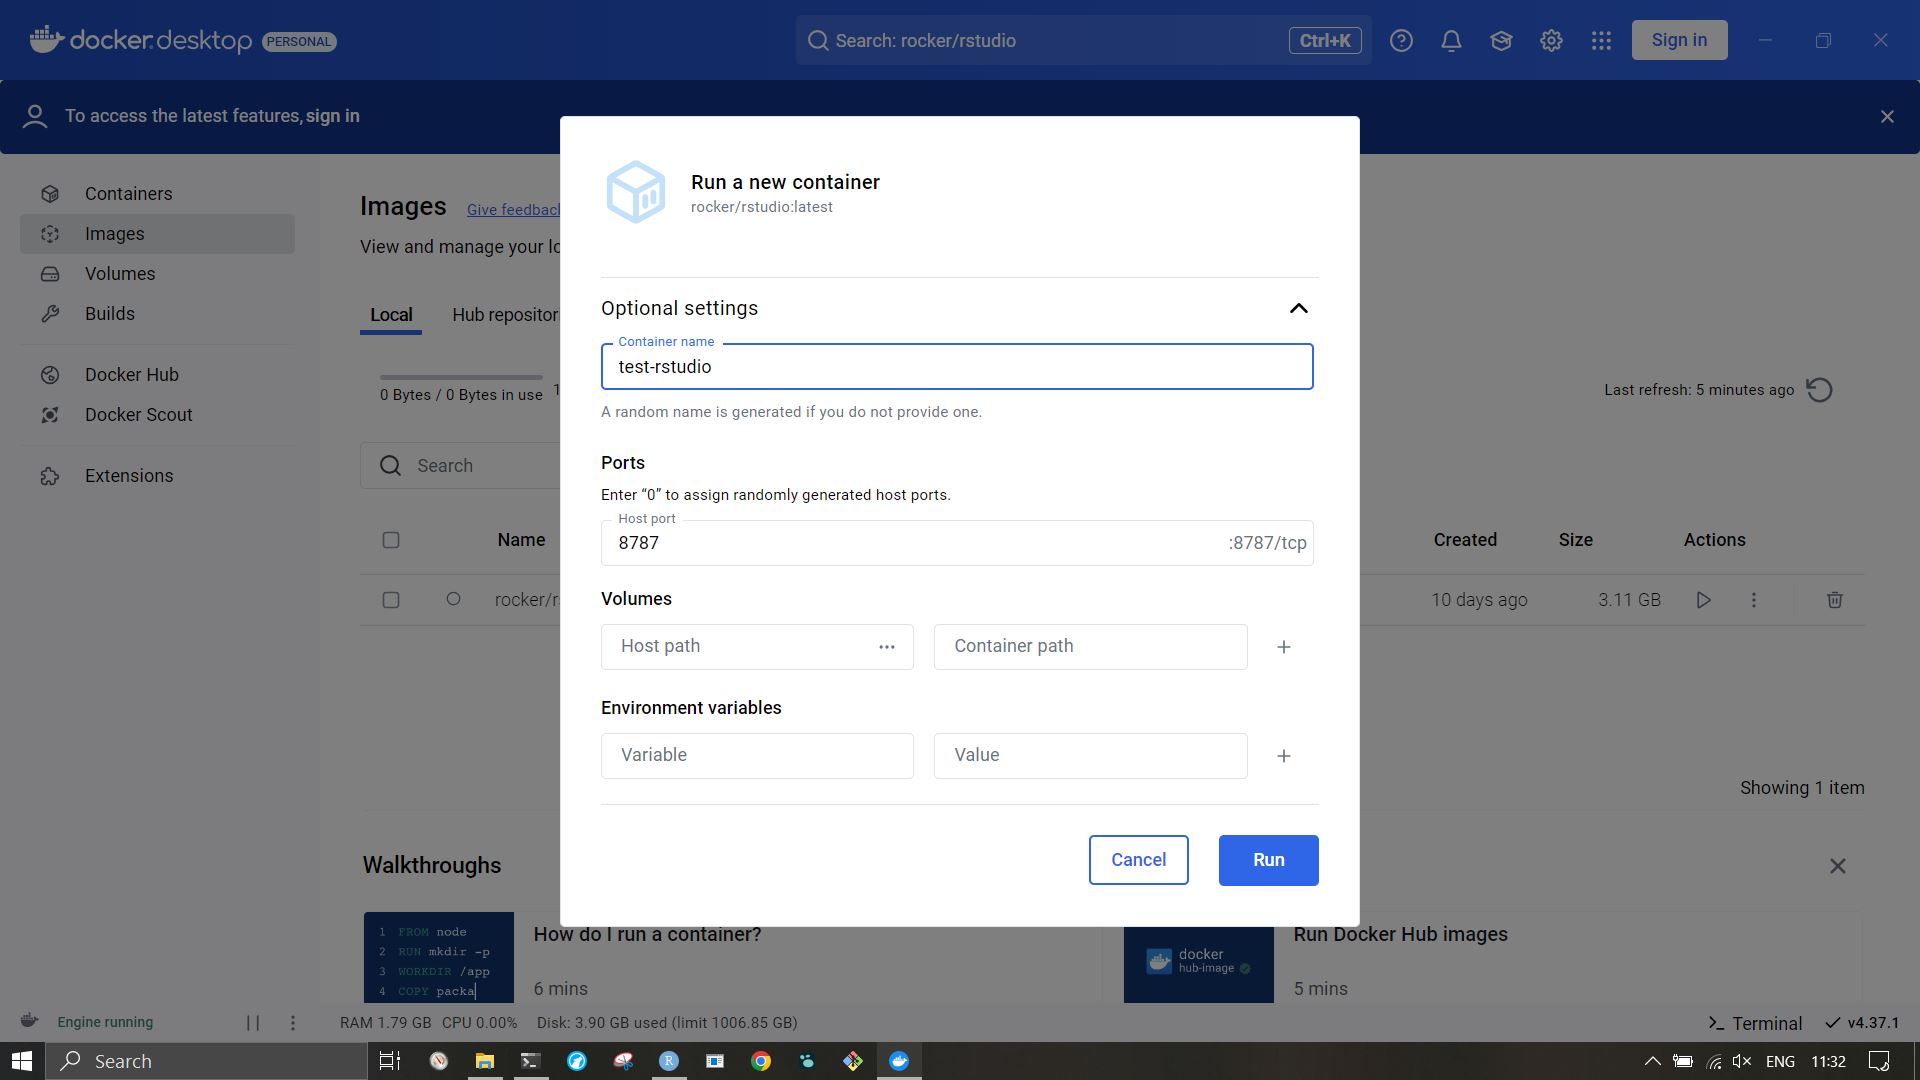 docker.desktop PERSONAL
Search: rocker/rstudio Ctrl+K
Sign in
To access the latest features, sign in
Containers
Images
Volumes
Builds
Docker Hub
Docker Scout
Extensions
Images Give feedback
View and manage your lo
Local Hub repositor
0 Bytes / 0 Bytes in use 1
Last refresh: 5 minutes ago
Search
Name Created Size Actions
rocker/r 10 days ago 3.11 GB
Showing 1 item
Run a new container
rocker/rstudio:latest
Optional settings
Container name
test-rstudio
A random name is generated if you do not provide one.
Ports
Enter “0” to assign randomly generated host ports.
Host port
8787 :8787/tcp
Volumes
Host path ... Container path +
Environment variables
Variable Value +
Cancel Run
Walkthroughs
1 FROM node
2 RUN mkdir -p
3 WORKDIR /app
4 COPY packa
How do I run a container?
6 mins
docker
hub-image
Run Docker Hub images
5 mins
Engine running
RAM 1.79 GB CPU 0.00% Disk: 3.90 GB used (limit 1006.85 GB)
Terminal v4.37.1
Search
R
ENG 11:32